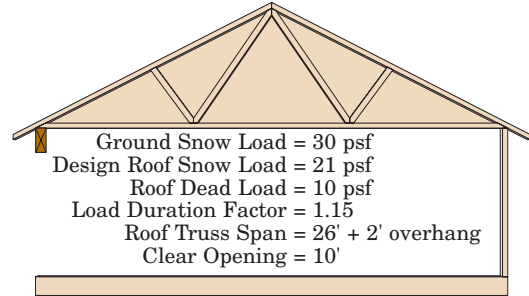 Ground Snow Load = 30 psf
Design Roof Snow Load = 21 psf
Roof Dead Load = 10 psf
Load Duration Factor = 1.15
Roof Truss Span = 26' + 2' overhang
Clear Opening = 10'